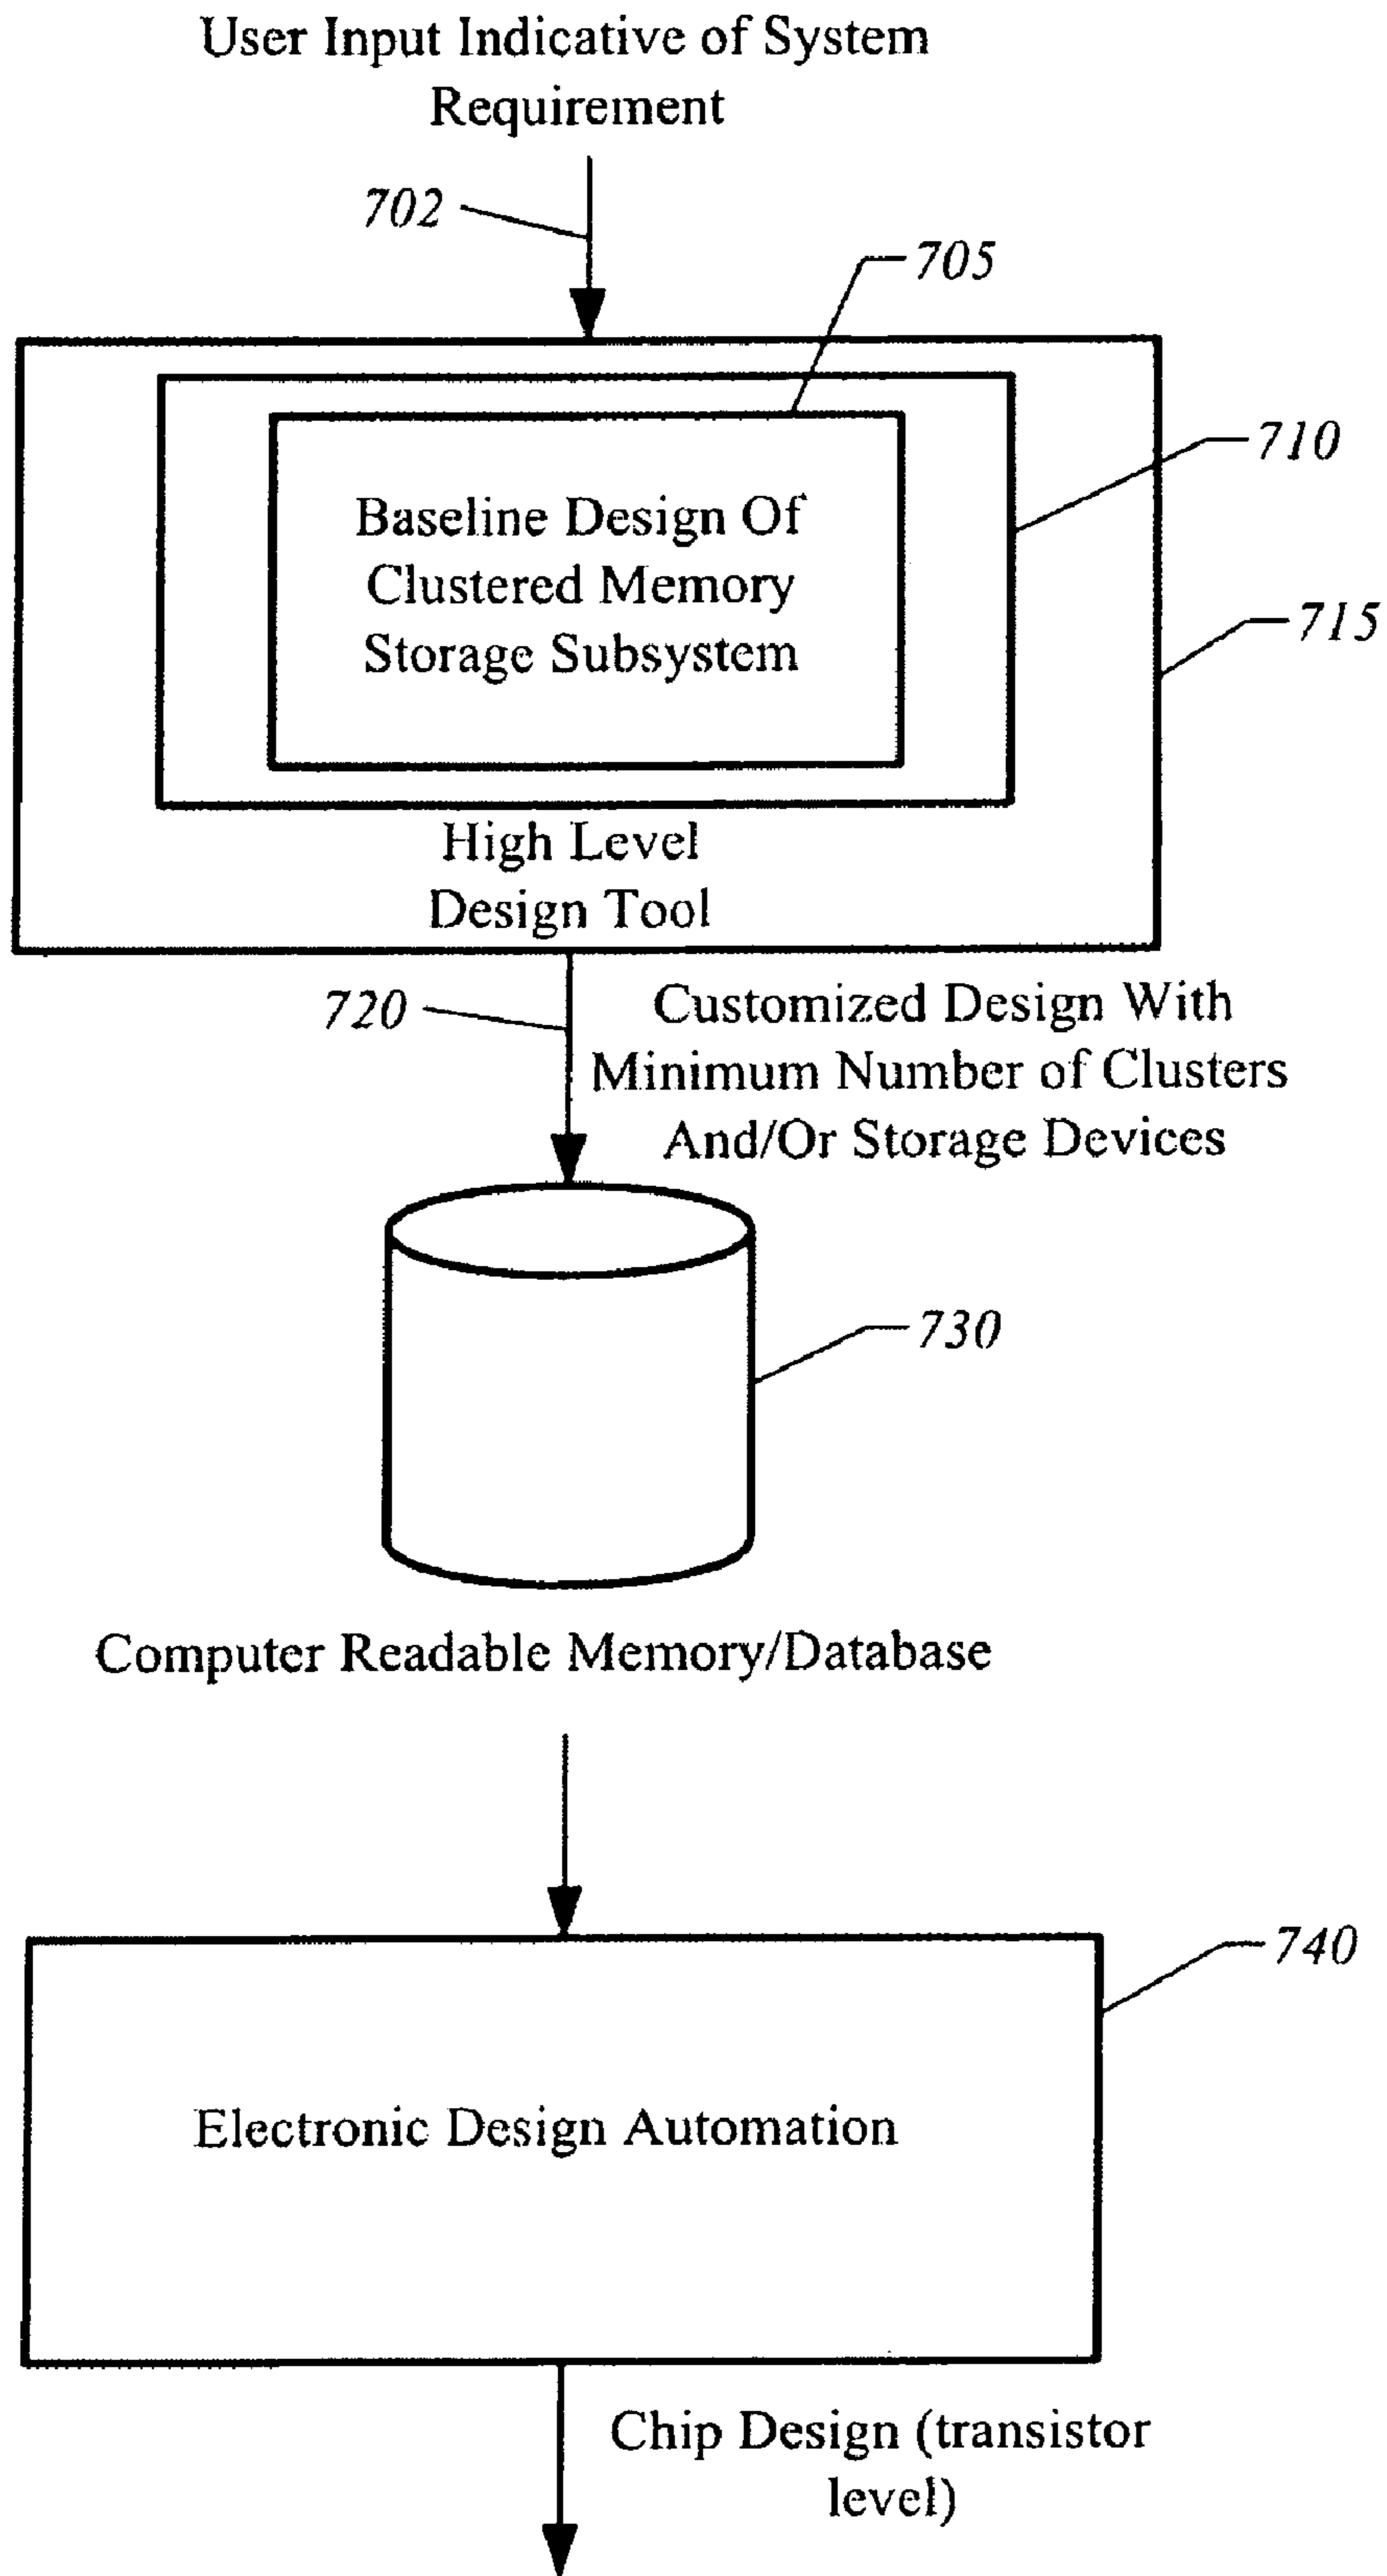 User Input Indicative of System
Requirement
702
705
710
Baseline Design Of
Clustered Memory
Storage Subsystem
715
High Level
Design Tool
720
Customized Design With
Minimum Number of Clusters
And/Or Storage Devices
730
Computer Readable Memory/Database
740
Electronic Design Automation
Chip Design (transistor
level)